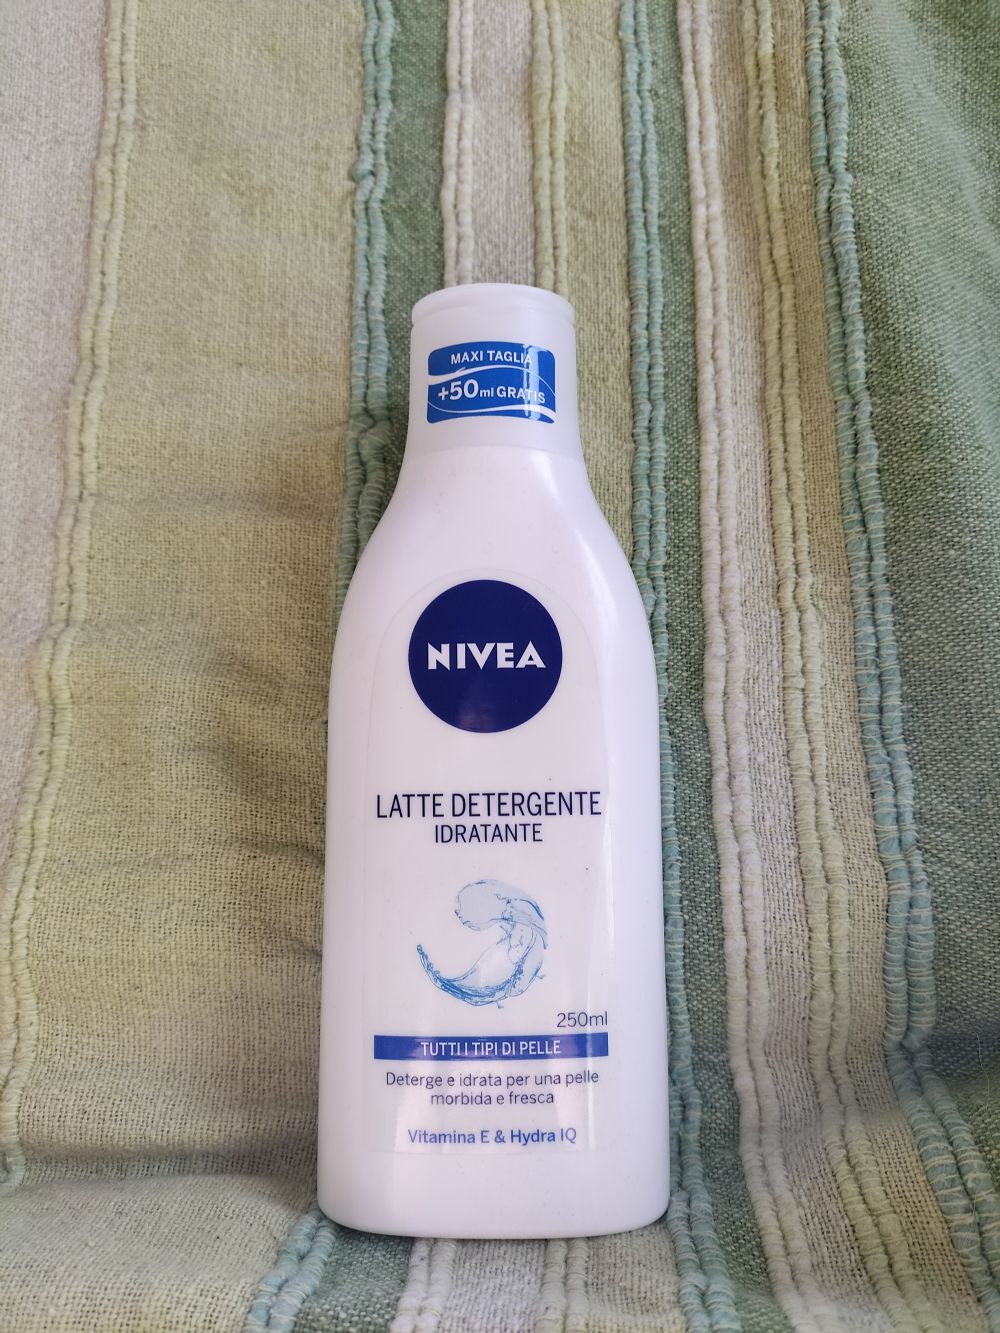 MAXI TAGLIA
+50ml GRATIS
NIVEA
LATTE DETERGENTE
IDRATANTE
250ml
TUTTI I TIPI DI PELLE
Deterge e idrata per una pelle
morbida e fresca
Vitamina E & Hydra IQ